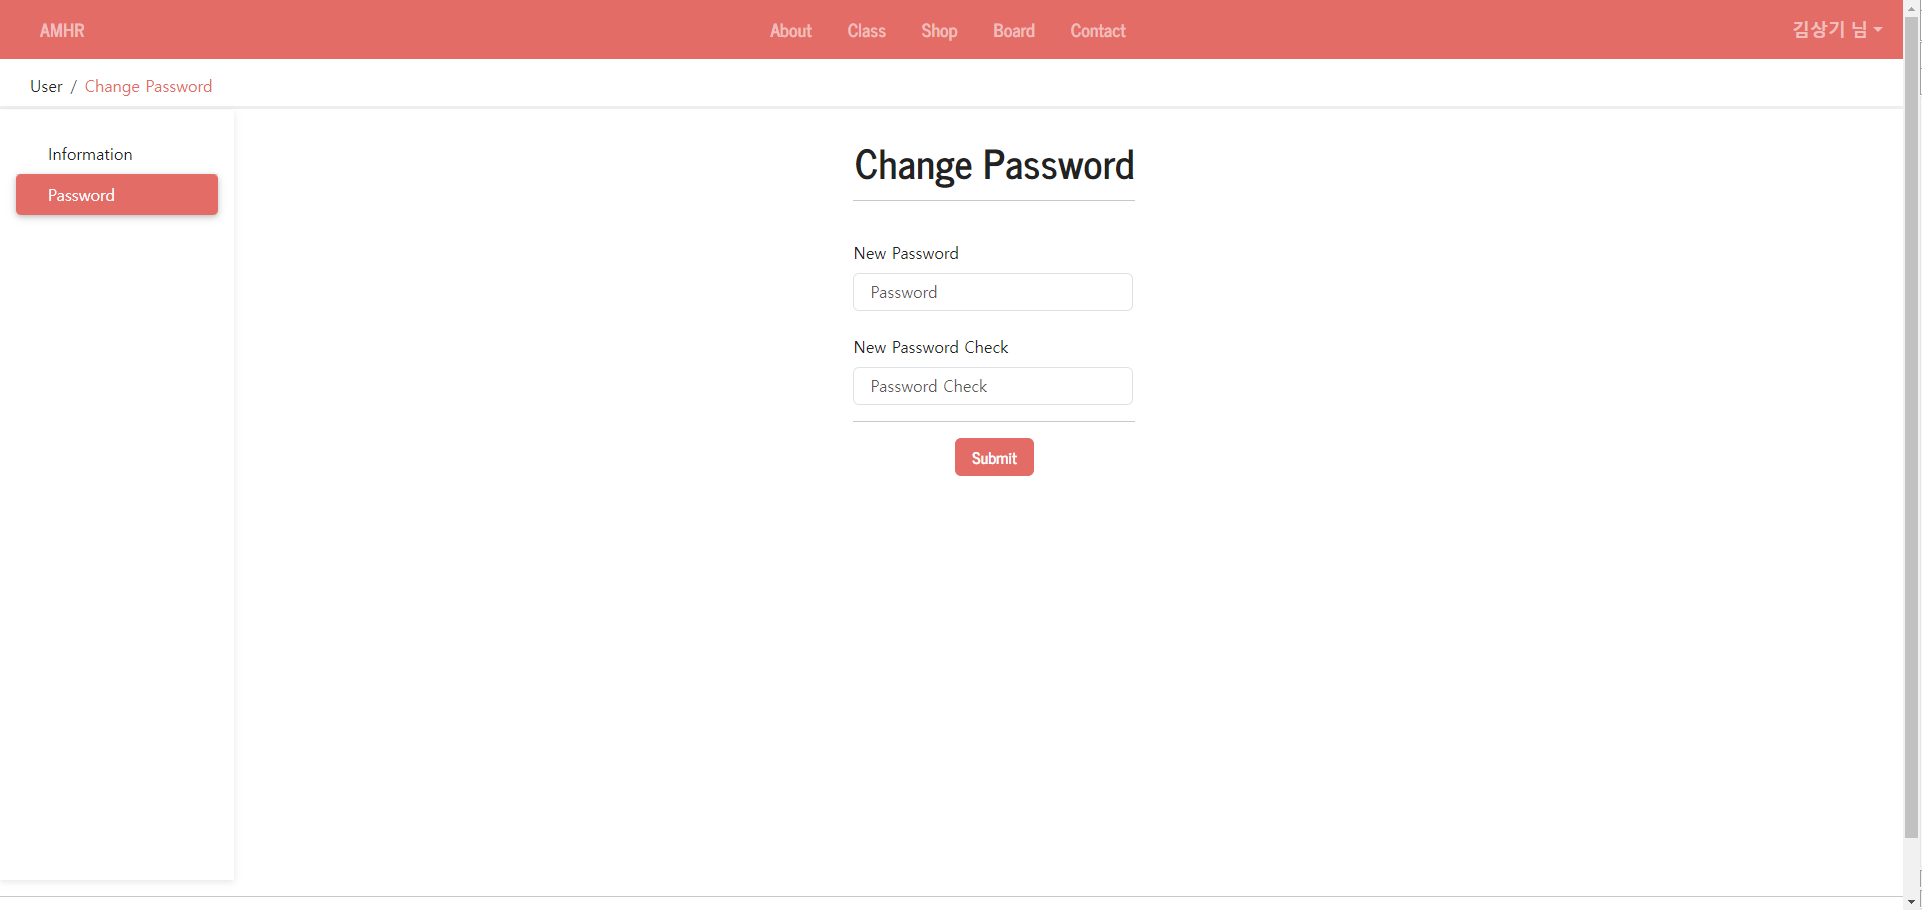 AMHR About Class Shop Board Contact 김상기 님
User / Change Password
Information
Password
Change Password
New Password
Password
New Password Check
Password Check
Submit